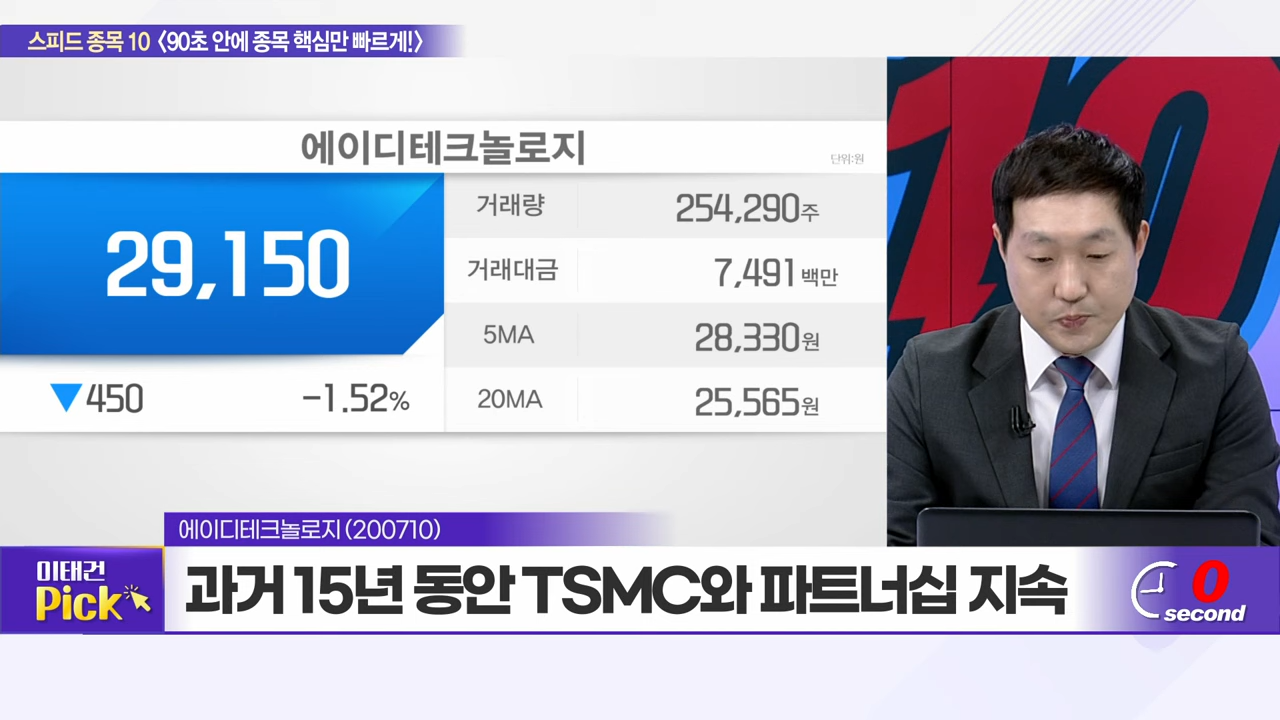 스피드 종목 10 〈90초 안에 종목 핵심만 빠르게!〉
에이디테크놀로지
단위:원
29,150
▼450 -1.52%
거래량 254,290주
거래대금 7,491 백만
5MA 28,330원
20MA 25,565원
10
에이디테크놀로지(200710)
이태건
Pick
과거 15년 동안 TSMC와 파트너십 지속
0
second